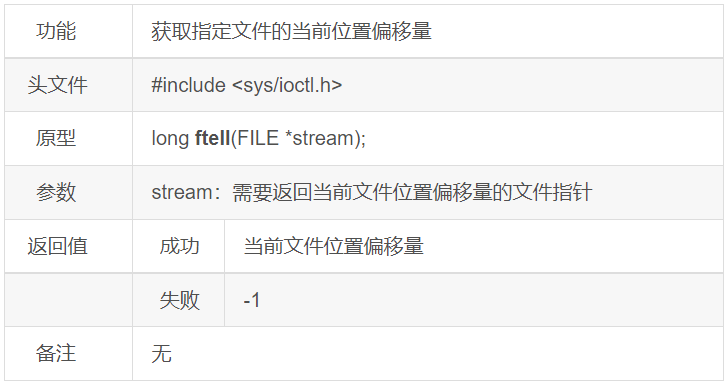 功能 获取指定文件的当前位置偏移量
头文件 #include <sys/ioctl.h>
原型 long ftell(FILE *stream);
参数 stream：需要返回当前文件位置偏移量的文件指针
返回值 成功 当前文件位置偏移量
失败 -1
备注 无